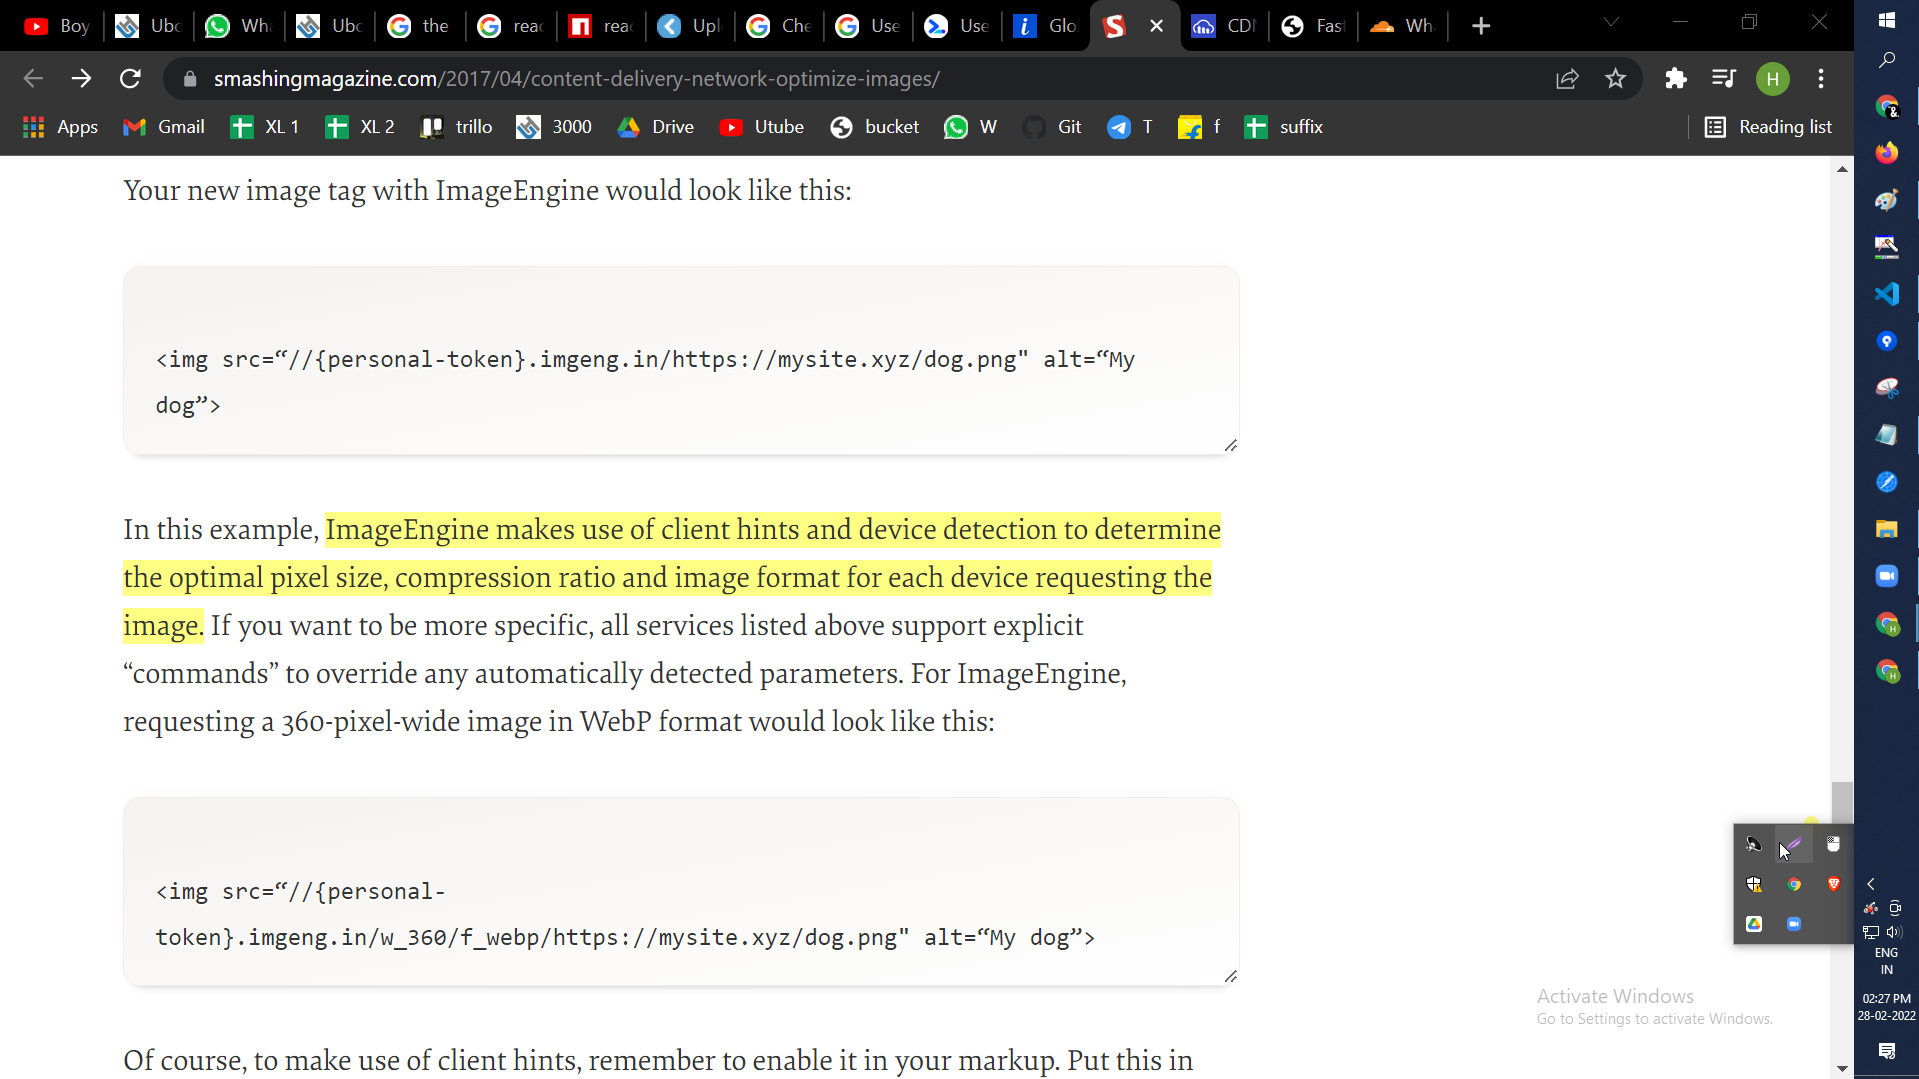 Boy
Ubc
Wha
Ubc
the
reac
reac
Upl
Che
Use
Use
Glo
CDN
Fast
Wha
smashingmagazine.com/2017/04/content-delivery-network-optimize-images/
H
Apps
Gmail
XL 1
XL 2
trillo
3000
Drive
Utube
bucket
W
Git
T
f
suffix
Reading list
Your new image tag with ImageEngine would look like this:
<img src=“//{personal-token}.imgeng.in/https://mysite.xyz/dog.png" alt=“My
dog”>
In this example, ImageEngine makes use of client hints and device detection to determine
the optimal pixel size, compression ratio and image format for each device requesting the
image. If you want to be more specific, all services listed above support explicit
“commands” to override any automatically detected parameters. For ImageEngine,
requesting a 360-pixel-wide image in WebP format would look like this:
<img src=“//{personal-
token}.imgeng.in/w_360/f_webp/https://mysite.xyz/dog.png" alt=“My dog”>
Of course, to make use of client hints, remember to enable it in your markup. Put this in
Activate Windows
Go to Settings to activate Windows.
ENG
IN
02:27 PM
28-02-2022